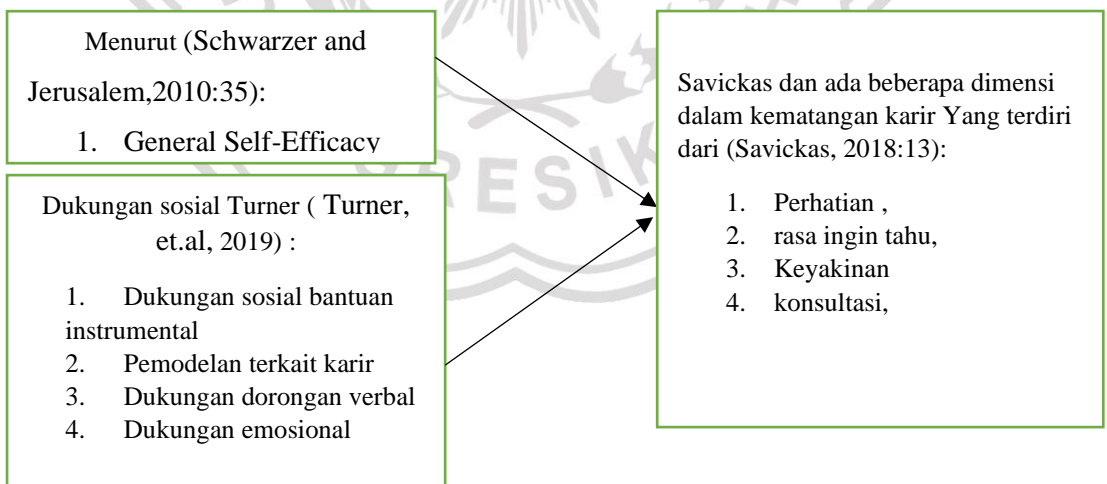 Menurut (Schwarzer and
Jerusalem,2010:35):
1. General Self-Efficacy
Dukungan sosial Turner ( Turner,
et.al, 2019) :
1. Dukungan sosial bantuan
instrumental
2. Pemodelan terkait karir
3. Dukungan dorongan verbal
4. Dukungan emosional
Savickas dan ada beberapa dimensi
dalam kematangan karir Yang terdiri
dari (Savickas, 2018:13):
1. Perhatian ,
2. rasa ingin tahu,
3. Keyakinan
4. konsultasi,
RESIK